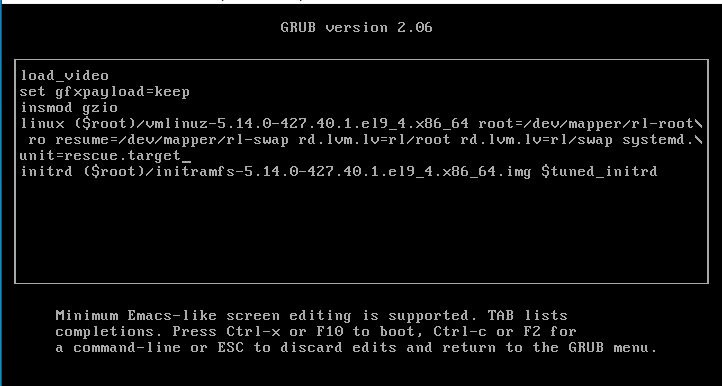 GRUB version 2.06
load_video
set gfxpayload=keep
insmod gzio
linux ($root)/vmlinuz-5.14.0-427.40.1.el9_4.x86_64 root=/dev/mapper/rl-root\
ro resume=/dev/mapper/rl-swap rd.lvm.lv=rl/root rd.lvm.lv=rl/swap systemd.\
unit=rescue.target_
initrd ($root)/initramfs-5.14.0-427.40.1.el9_4.x86_64.img $tuned_initrd
Minimum Emacs-like screen editing is supported. TAB lists
completions. Press Ctrl-x or F10 to boot, Ctrl-c or F2 for
a command-line or ESC to discard edits and return to the GRUB menu.